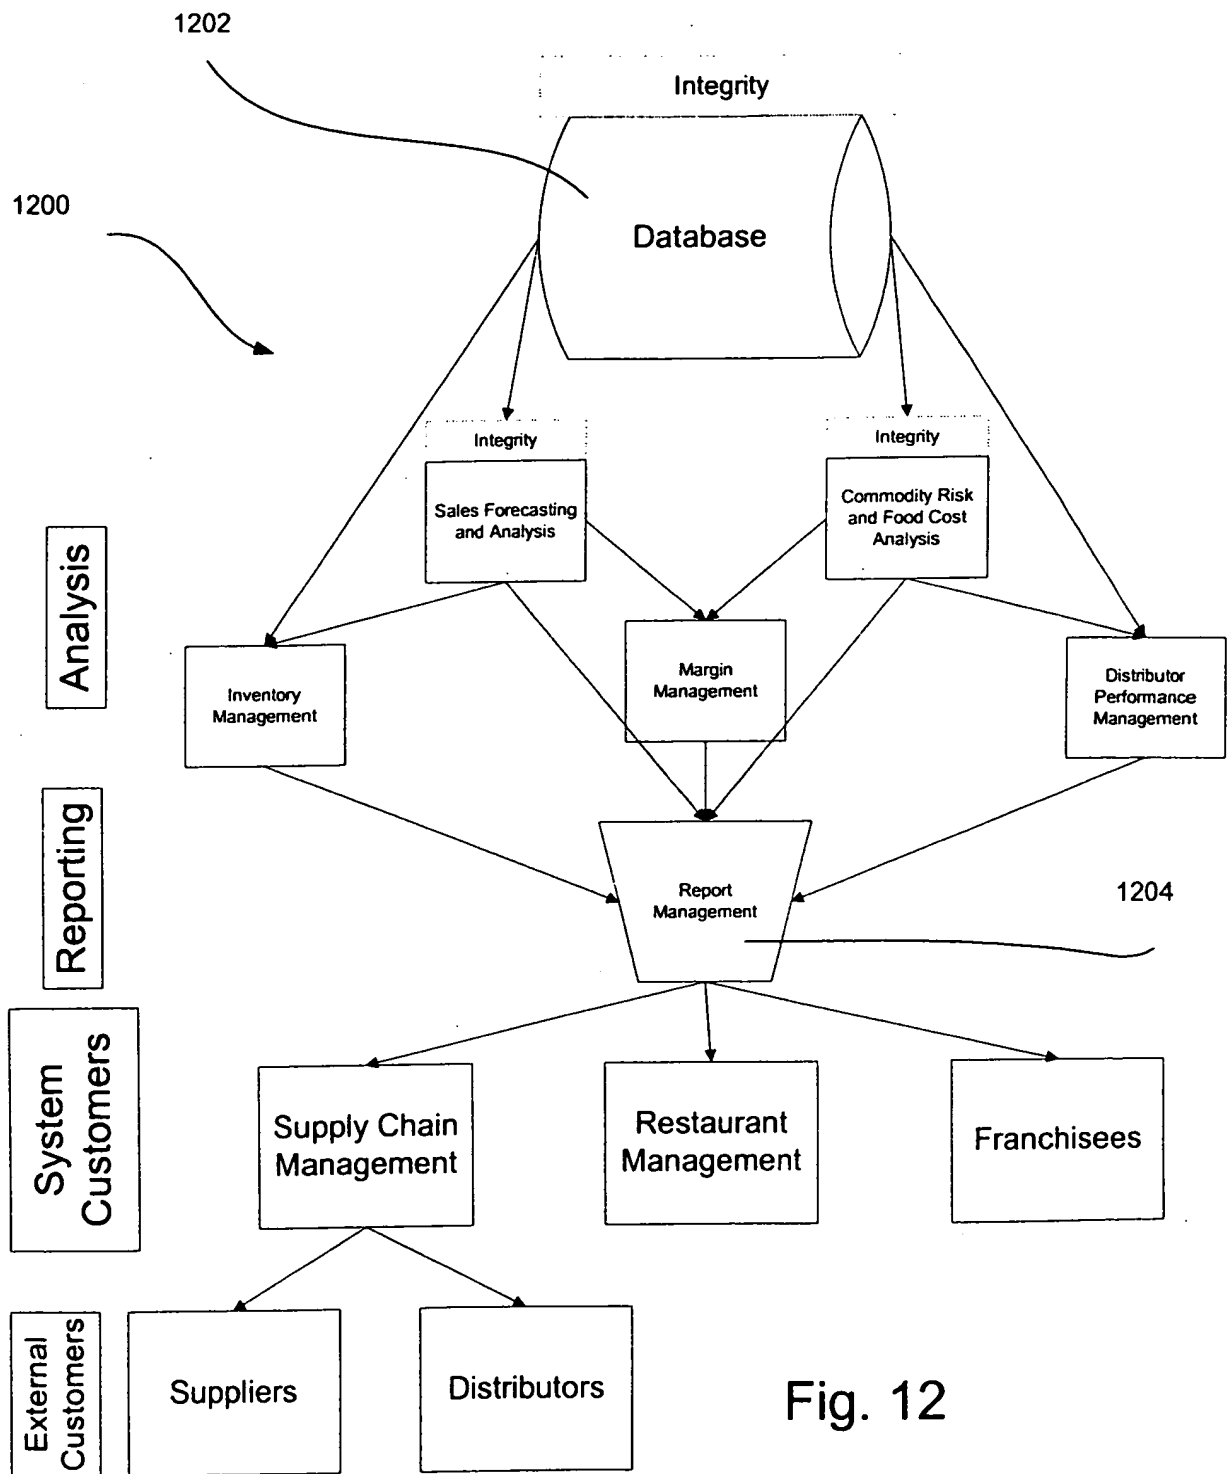 1202
Integrity
1200
Database
Integrity
Integrity
Sales Forecasting
and Analysis
Commodity Risk
and Food Cost
Analysis
Analysis
Inventory
Management
Margin
Management
Distributor
Performance
Management
Reporting
Report
Management
1204
System
Customers
Supply Chain
Management
Restaurant
Management
Franchisees
External
Customers
Suppliers
Distributors
Fig. 12